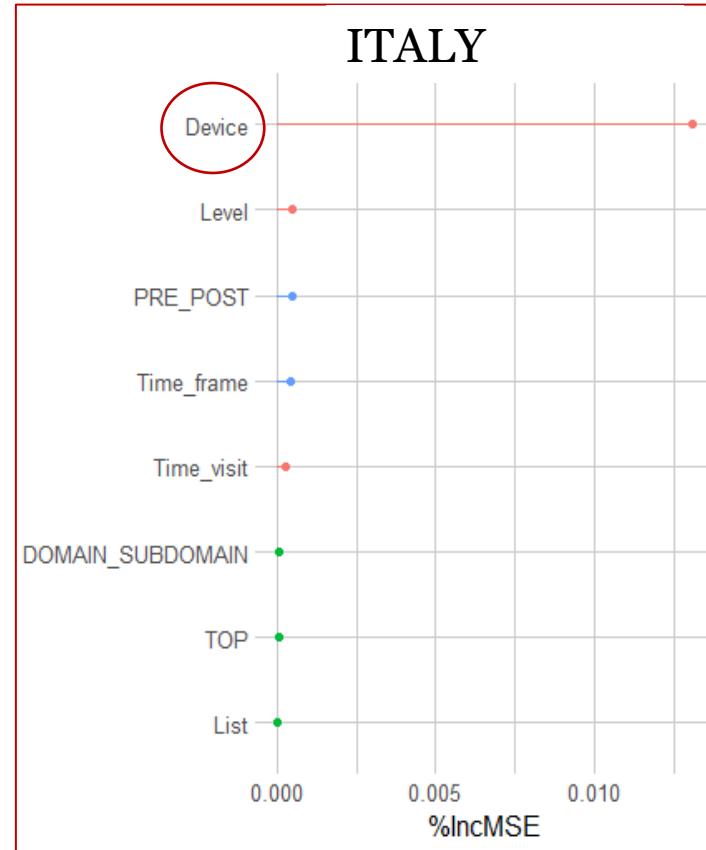 ITALY
Device
Level
PRE_POST
Time_frame
Time_visit
DOMAIN_SUBDOMAIN
TOP
List
0.000 0.005 0.010
%IncMSE